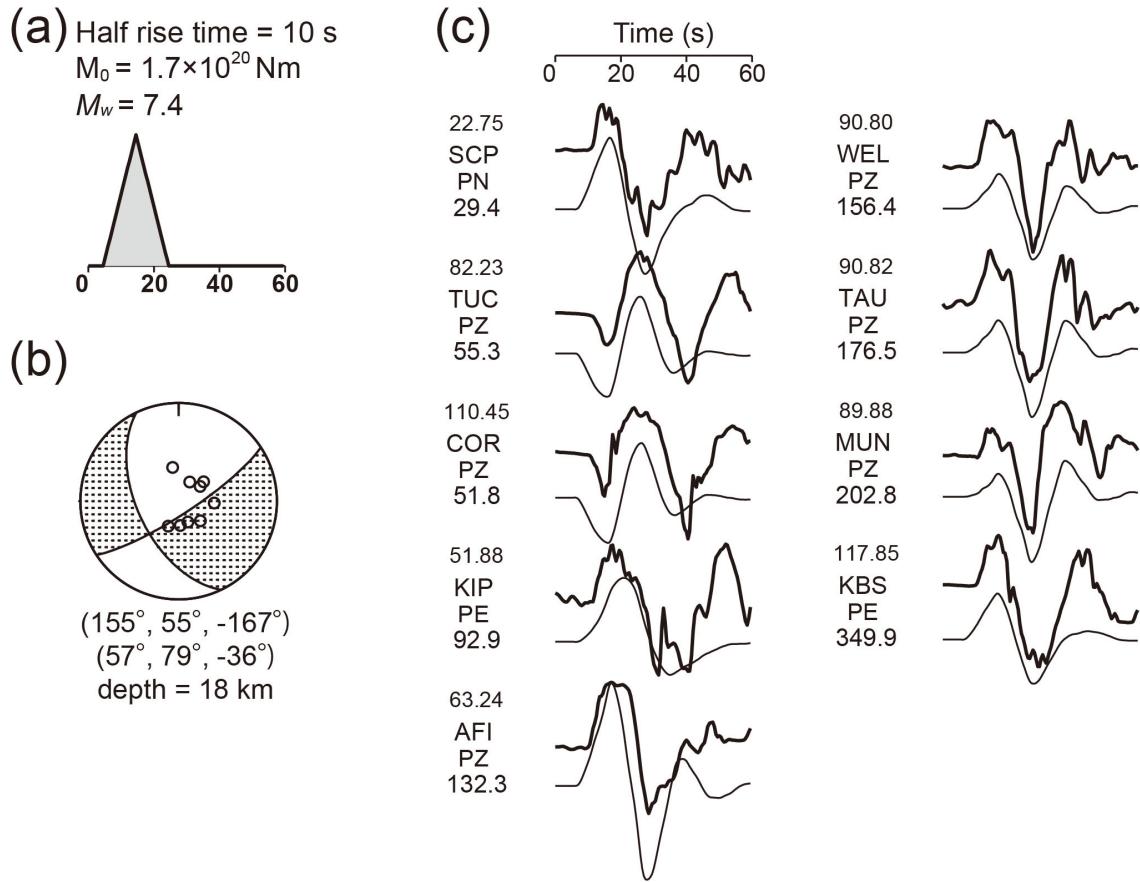 (a) Half rise time = 10 s
M₀ = 1.7×10²⁰ Nm
Mw = 7.4
0 20 40 60
(b)
(155°, 55°, -167°)
(57°, 79°, -36°)
depth = 18 km
(c)
Time (s)
0 20 40 60
22.75
SCP
PN
29.4
82.23
TUC
PZ
55.3
110.45
COR
PZ
51.8
51.88
KIP
PE
92.9
63.24
AFI
PZ
132.3
90.80
WEL
PZ
156.4
90.82
TAU
PZ
176.5
89.88
MUN
PZ
202.8
117.85
KBS
PE
349.9